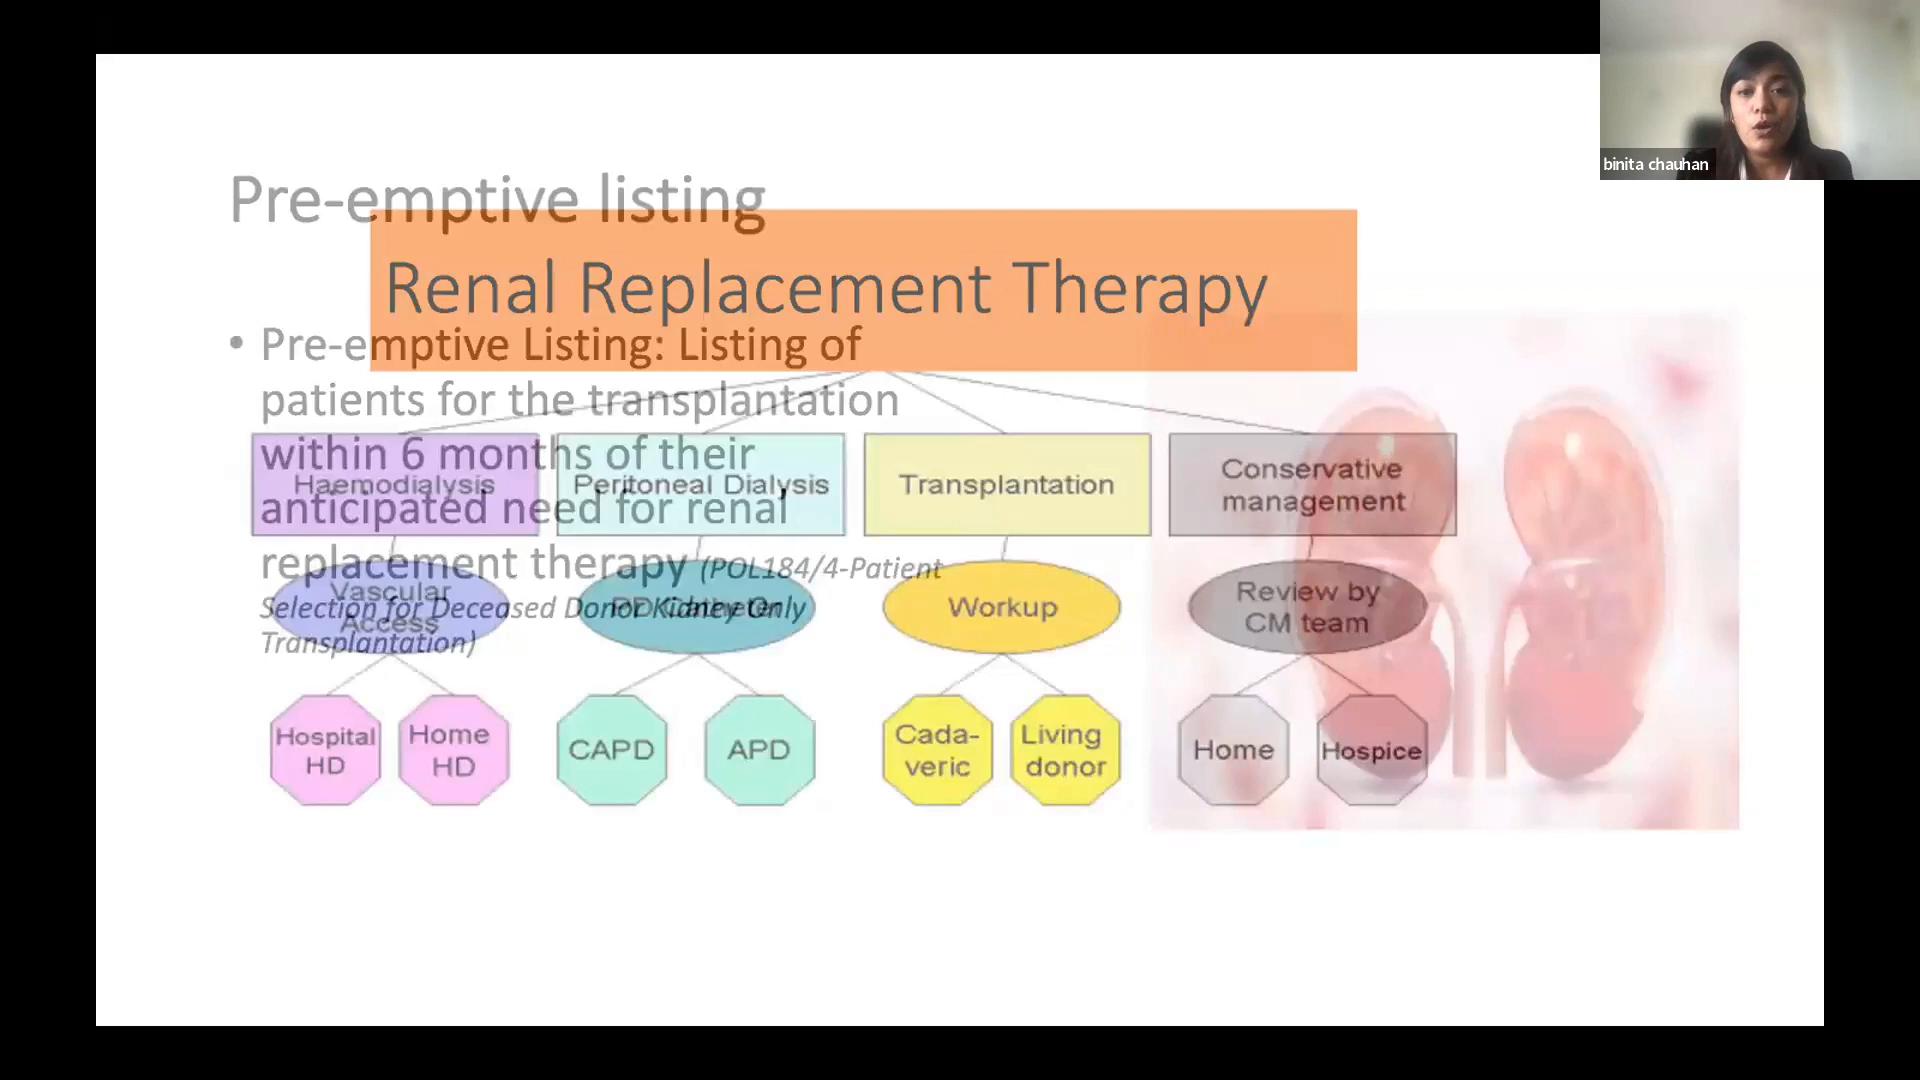 binita chauhan
Pre-emptive listing
Renal Replacement Therapy
• Pre-emptive Listing: Listing of
patients for the transplantation
within 6 months of their
anticipated need for renal
replacement therapy (POL184/4-Patient
Selection for Deceased Donor Kidney Only
Transplantation)
Haemodialysis
Peritoneal Dialysis
Transplantation
Conservative
management
Vascular
Access
PD Catheter
Workup
Review by
CM team
Hospital
HD
Home
HD
CAPD
APD
Cada-
veric
Living
donor
Home
Hospice